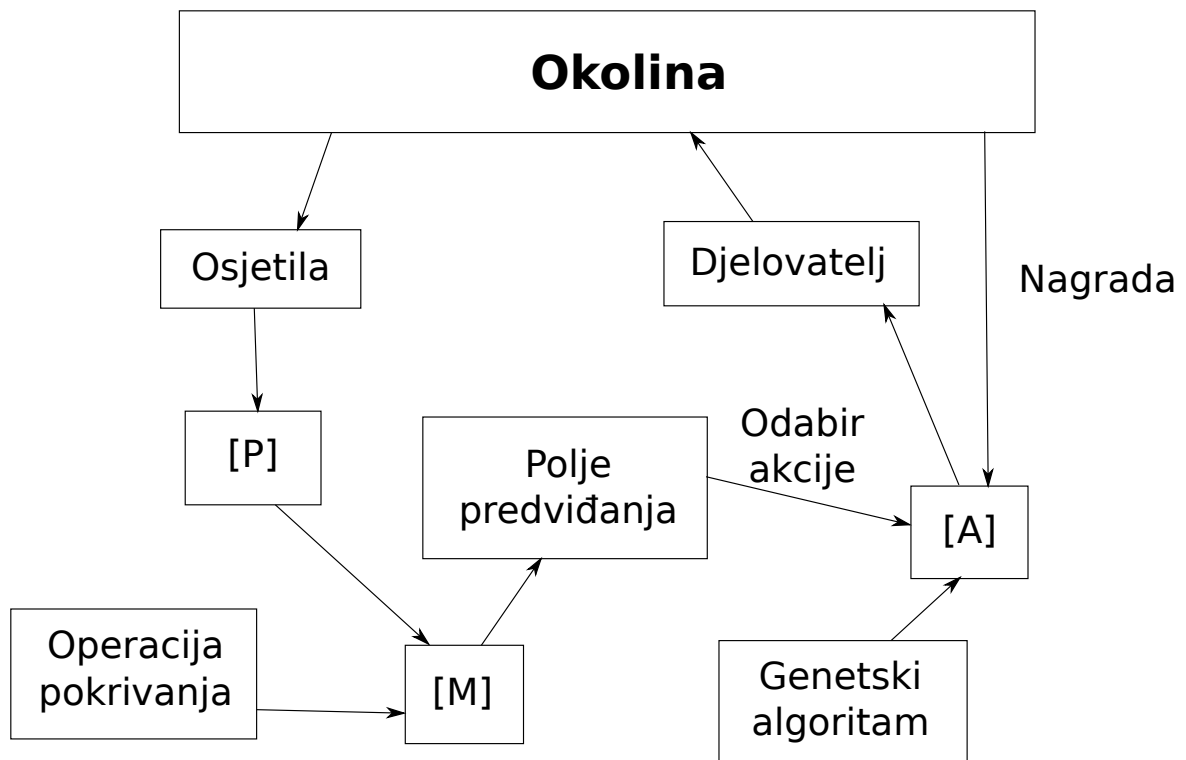 Okolina
Osjetila
Djelovatelj
Nagrada
[P]
Polje
predviđanja
Odabir
akcije
[A]
Operacija
pokrivanja
[M]
Genetski
algoritam